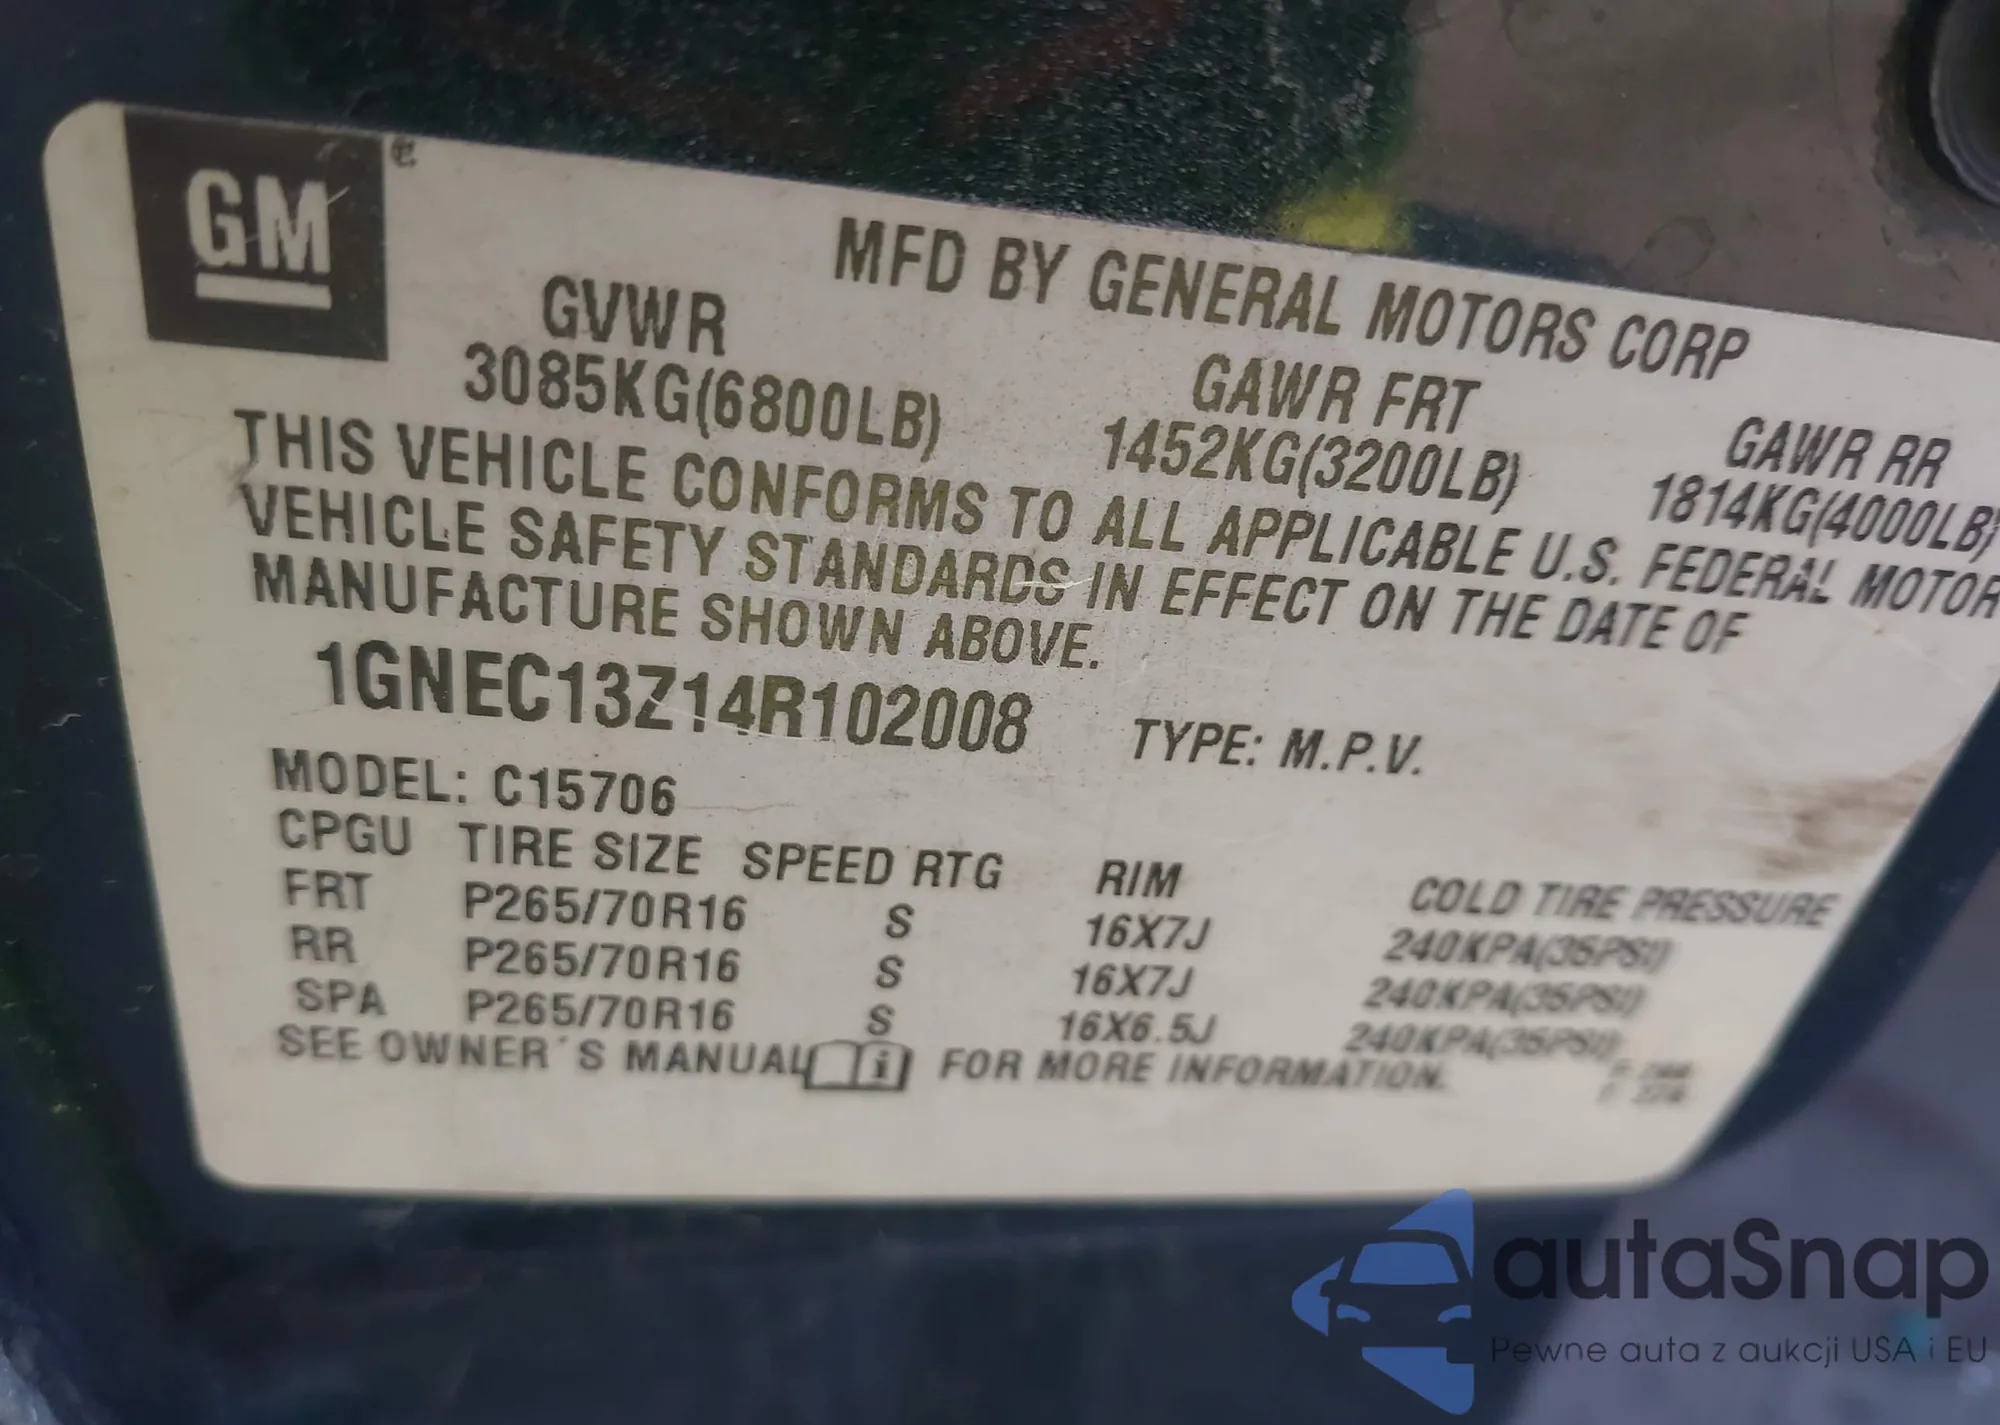 GM
MFD BY GENERAL MOTORS CORP
GVWR GAWR FRT GAWR RR
3085KG(6800LB) 1452KG(3200LB) 1814KG(4000LB)
THIS VEHICLE CONFORMS TO ALL APPLICABLE U.S. FEDERAL MOTOR
VEHICLE SAFETY STANDARDS IN EFFECT ON THE DATE OF
MANUFACTURE SHOWN ABOVE.
1GNEC13Z14R102008 TYPE: M.P.V.
MODEL: C15706
CPGU TIRE SIZE SPEED RTG RIM COLD TIRE PRESSURE
FRT P265/70R16 S 16X7J 240KPA(35PSI)
RR P265/70R16 S 16X7J 240KPA(35PSI)
SPA P265/70R16 S 16X6.5J 240KPA(35PSI)
SEE OWNER´S MANUAL i FOR MORE INFORMATION.
autaSnap
Pewne auta z aukcji USA i EU